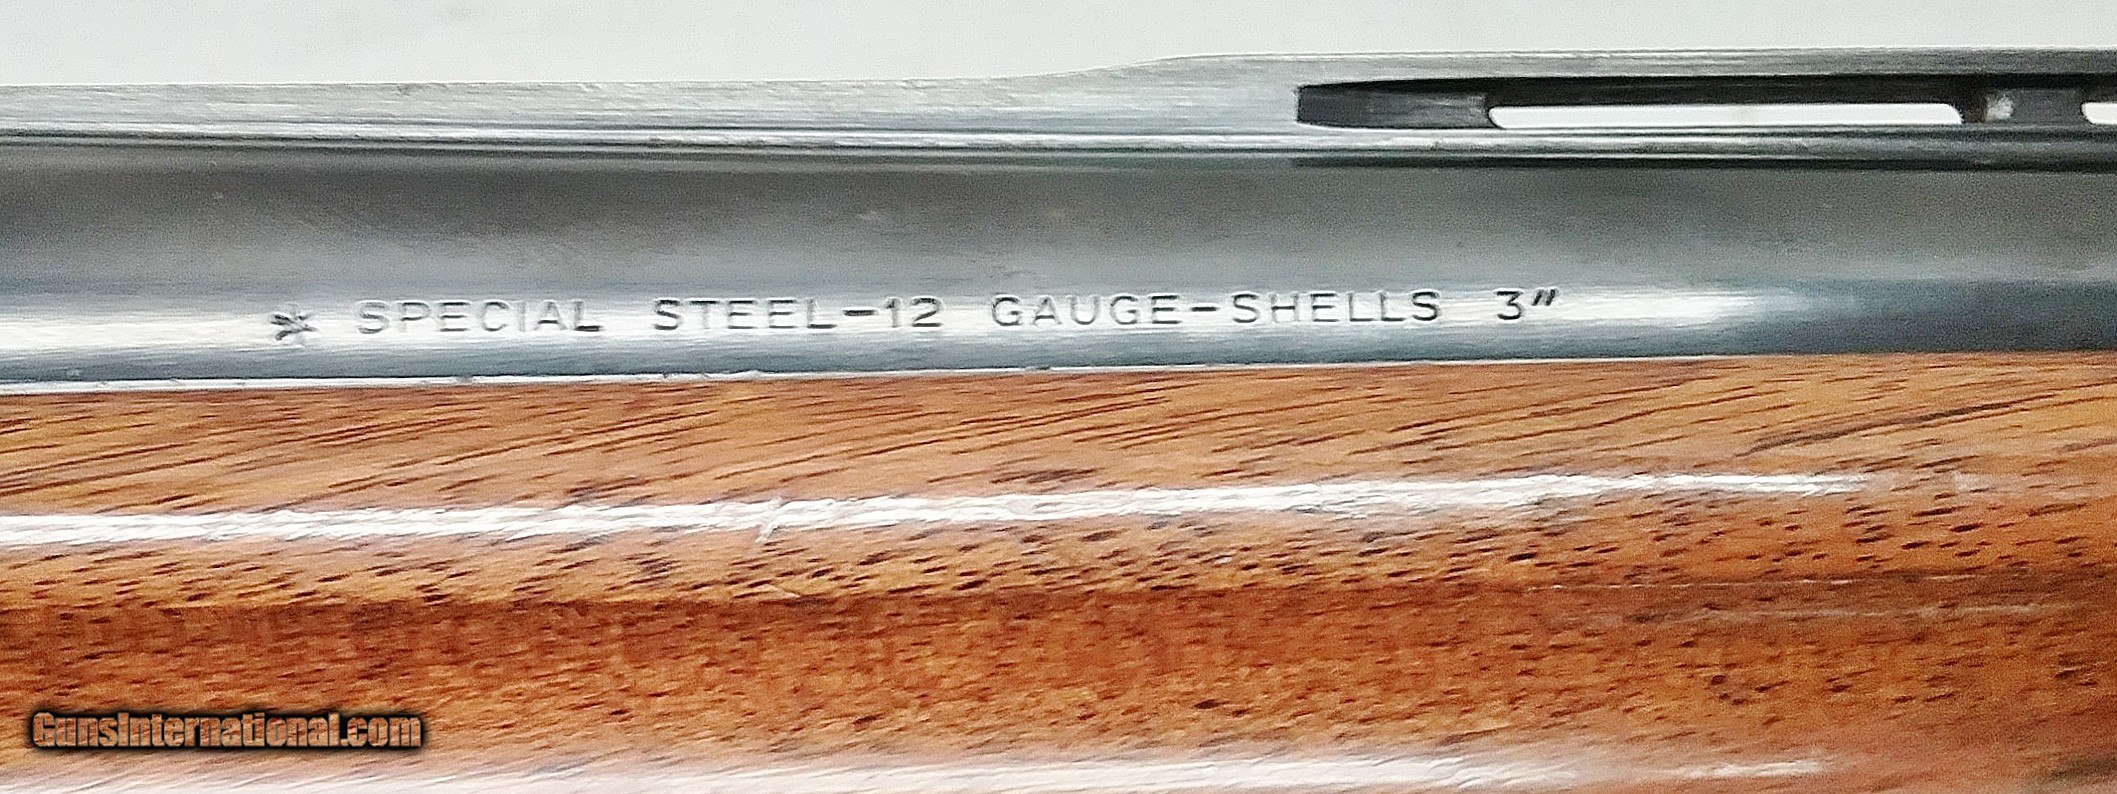 * SPECIAL STEEL-12 GAUGE-SHELLS 3"
GunsInternational.com